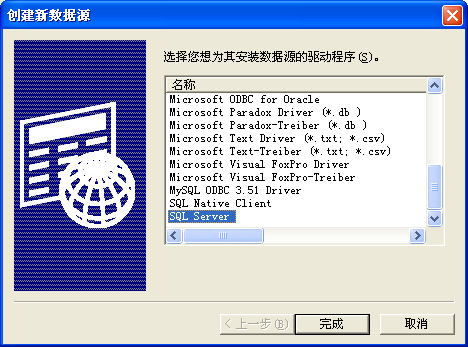 创建新数据源
选择您想为其安装数据源的驱动程序(S)。
名称
Microsoft ODBC for Oracle
Microsoft Paradox Driver (*.db )
Microsoft Paradox-Treiber (*.db )
Microsoft Text Driver (*.txt; *.csv)
Microsoft Text-Treiber (*.txt; *.csv)
Microsoft Visual FoxPro Driver
Microsoft Visual FoxPro-Treiber
MySQL ODBC 3.51 Driver
SQL Native Client
SQL Server
< 上一步(B)
完成
取消